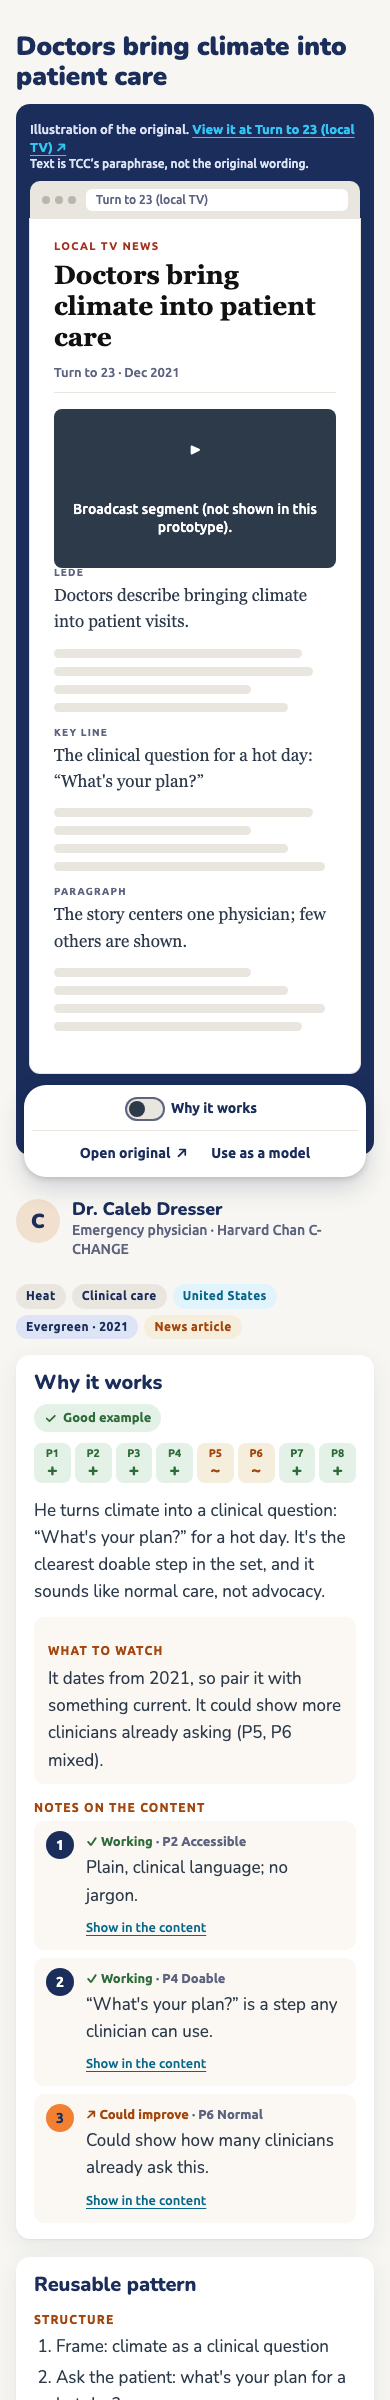 Doctors bring climate into
patient care
Illustration of the original. View it at Turn to 23 (local
TV) ↗
Text is TCC's paraphrase, not the original wording.
Turn to 23 (local TV)
LOCAL TV NEWS
Doctors bring
climate into patient
care
Turn to 23 · Dec 2021
Broadcast segment (not shown in this
prototype).
LEDE
Doctors describe bringing climate
into patient visits.
KEY LINE
The clinical question for a hot day:
“What's your plan?”
PARAGRAPH
The story centers one physician; few
others are shown.
Why it works
Open original ↗ Use as a model
C
Dr. Caleb Dresser
Emergency physician · Harvard Chan C-
CHANGE
Heat Clinical care United States
Evergreen · 2021 News article
Why it works
✓ Good example
P1 P2 P3 P4 P5 P6 P7 P8
+ + + + ~ ~ + +
He turns climate into a clinical question:
“What's your plan?” for a hot day. It's the
clearest doable step in the set, and it
sounds like normal care, not advocacy.
WHAT TO WATCH
It dates from 2021, so pair it with
something current. It could show more
clinicians already asking (P5, P6
mixed).
NOTES ON THE CONTENT
1 ✓ Working · P2 Accessible
Plain, clinical language; no
jargon.
Show in the content
2 ✓ Working · P4 Doable
“What's your plan?” is a step any
clinician can use.
Show in the content
3 ↗ Could improve · P6 Normal
Could show how many clinicians
already ask this.
Show in the content
Reusable pattern
STRUCTURE
1. Frame: climate as a clinical question
2. Ask the patient: what's your plan for a